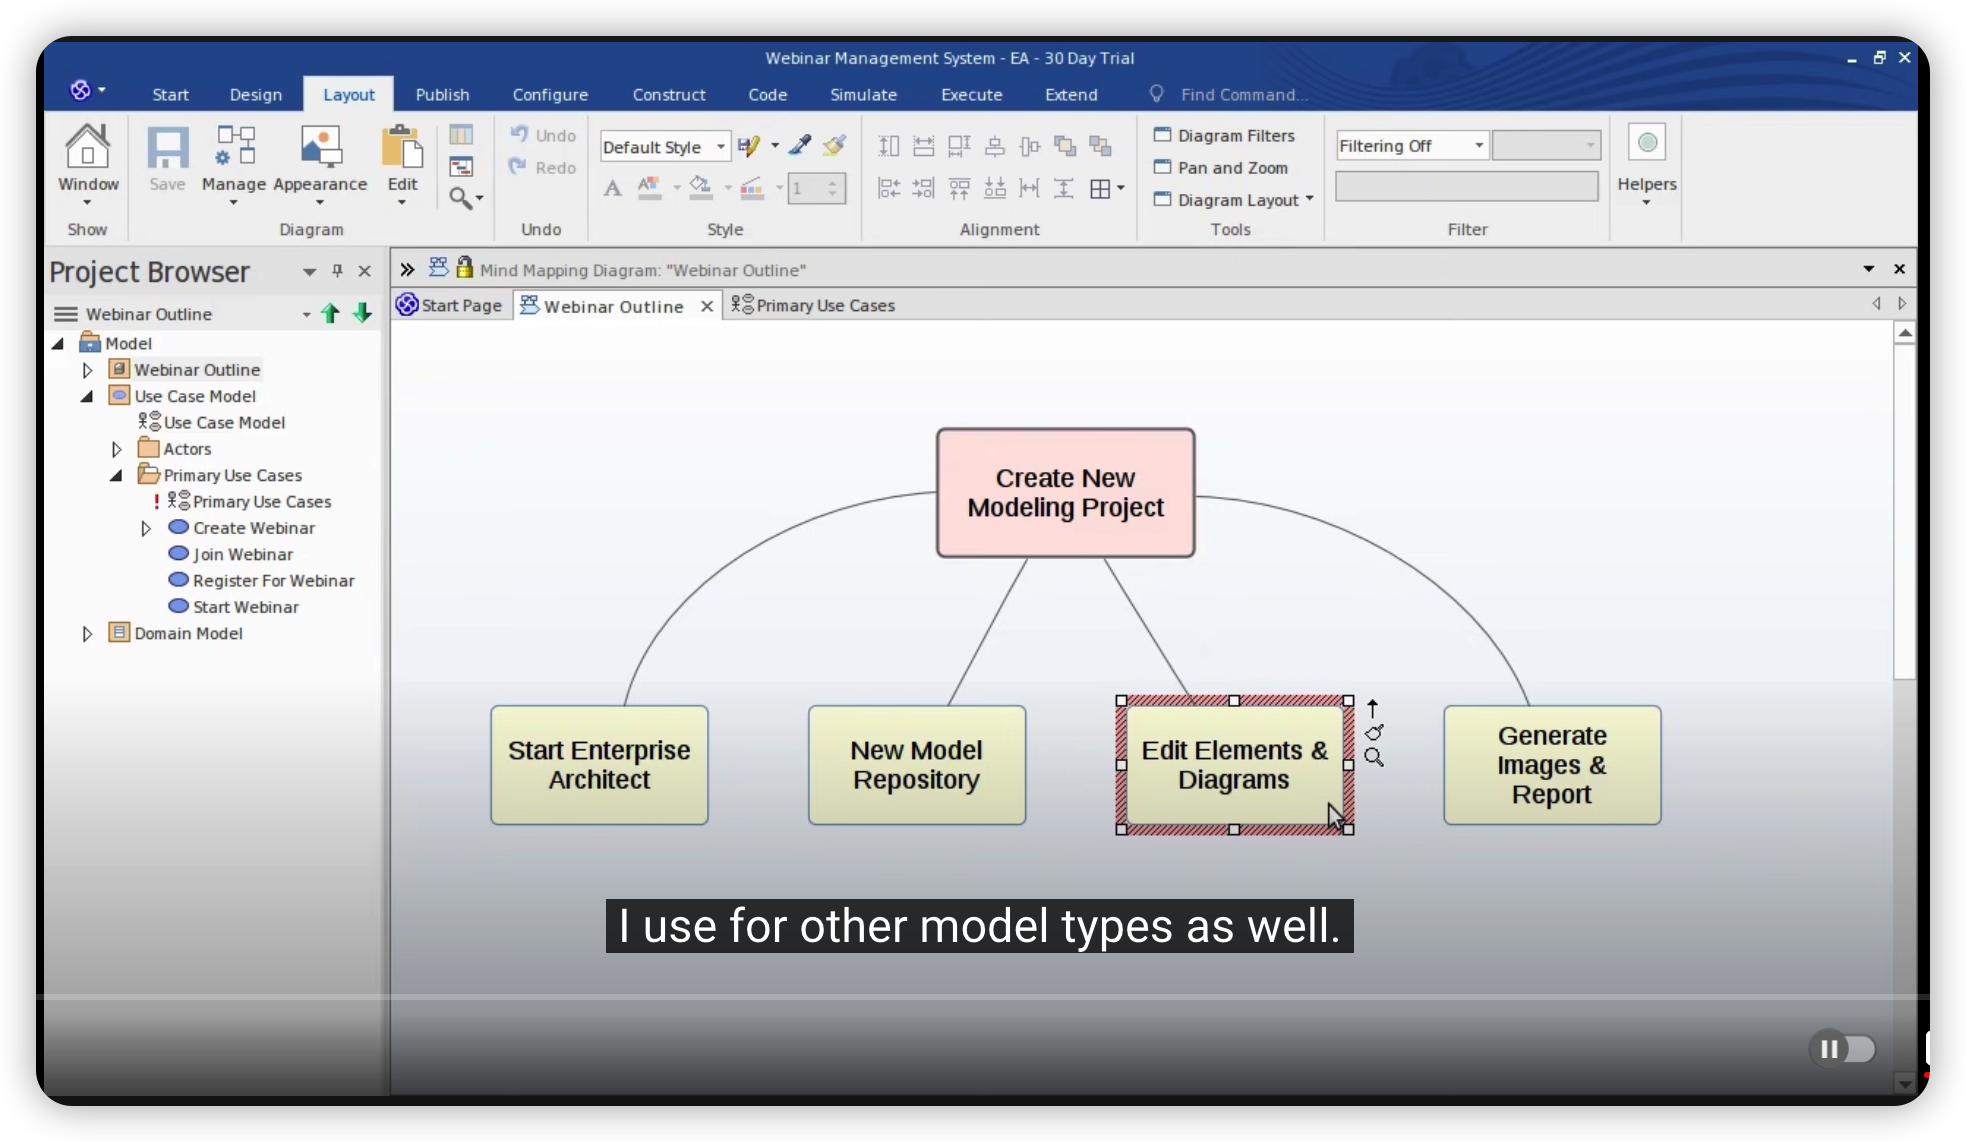 Webinar Management System - EA - 30 Day Trial
Start Design Layout Publish Configure Construct Code Simulate Execute Extend Find Command...
Window
Show
Save Manage Appearance Edit
Diagram
Undo
Redo
Undo
Default Style
A 1
Style
Alignment
Diagram Filters
Pan and Zoom
Diagram Layout
Tools
Filtering Off
Filter
Helpers
Project Browser
Webinar Outline
Model
Webinar Outline
Use Case Model
Use Case Model
Actors
Primary Use Cases
! Primary Use Cases
Create Webinar
Join Webinar
Register For Webinar
Start Webinar
Domain Model
Mind Mapping Diagram: "Webinar Outline"
Start Page Webinar Outline Primary Use Cases
Create New
Modeling Project
Start Enterprise
Architect
New Model
Repository
Edit Elements &
Diagrams
Generate
Images &
Report
I use for other model types as well.